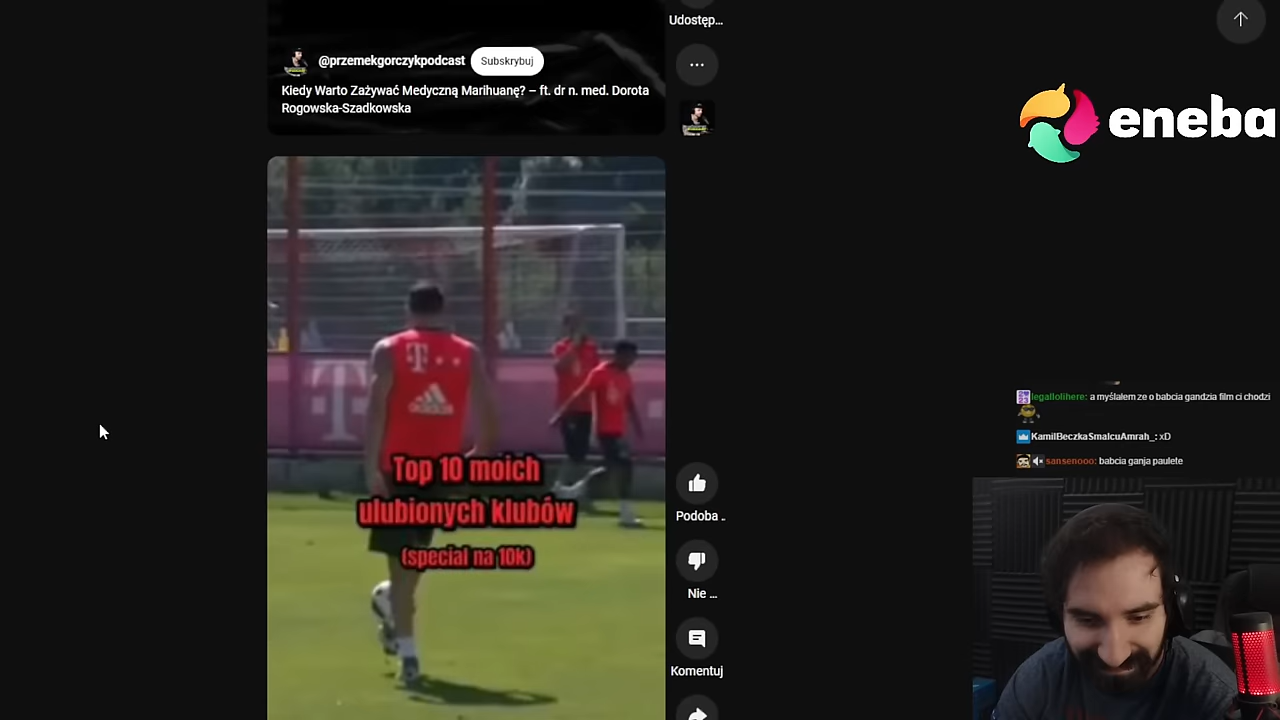 Udostęp...
@przemekgorczykpodcast Subskrybuj
Kiedy Warto Zażywać Medyczną Marihuanę? – ft. dr n. med. Dorota
Rogowska-Szadkowska
eneba
T
adidas
Top 10 moich
ulubionych klubów
(special na 10k)
legallolihere: a myślałem ze o babcia gandzia film ci chodzi
KamilBeczkaSmalcuAmrah_: xD
sansenooo: babcia ganja paulete
Podoba ..
Nie ...
Komentuj